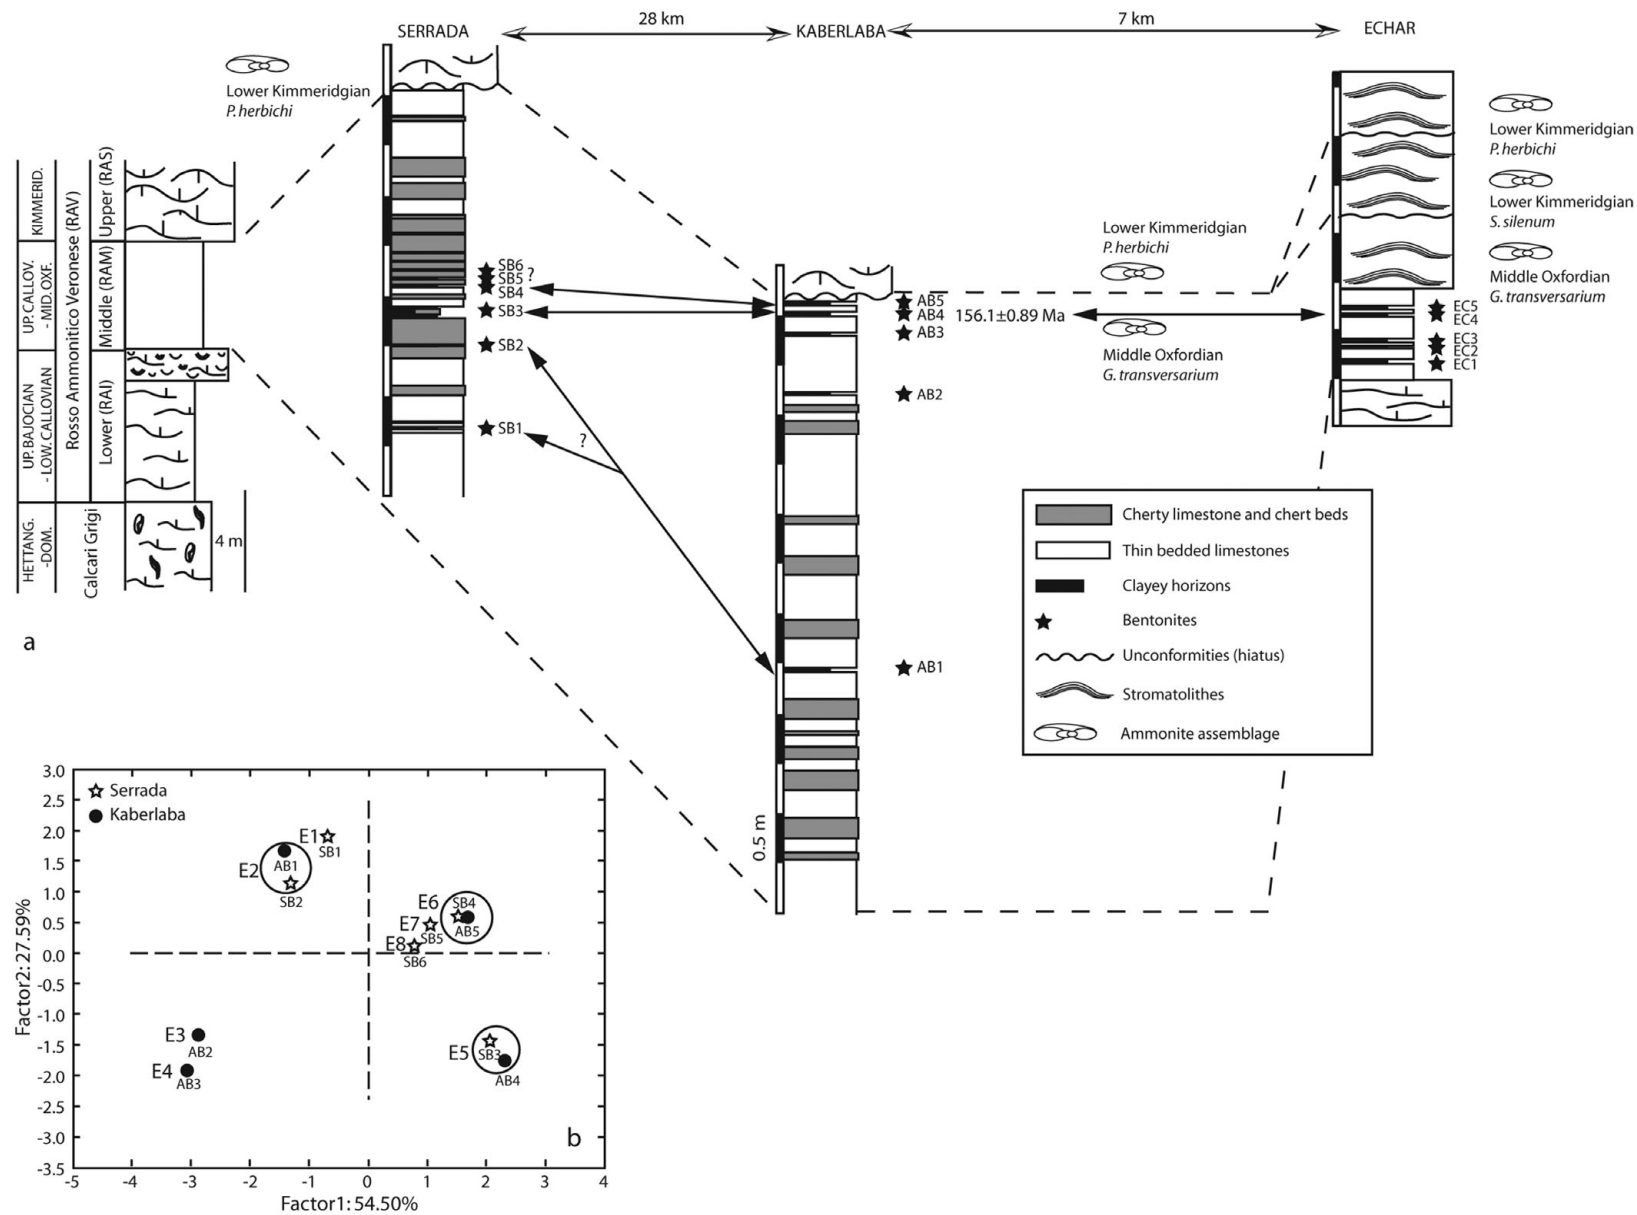 28 km
7 km
SERRADA
KABERLABA
ECHAR
Lower Kimmeridgian
P. herbichi
KIMMERID.
UP. CALLOV.
- MID. OXF.
UP. BAJOCIAN
- LOW. CALLOVIAN
HETTANG.
-DOM.
Rosso Ammonitico Veronese (RAV)
Upper (RAS)
Middle (RAM)
Lower (RAI)
Calcari Grigi
4 m
a
SB6
SB5 ?
SB4
SB3
SB2
SB1
?
AB5
AB4
AB3
AB2
AB1
0.5 m
156.1±0.89 Ma
Lower Kimmeridgian
P. herbichi
Middle Oxfordian
G. transversarium
EC5
EC4
EC3
EC2
EC1
Lower Kimmeridgian
P. herbichi
Lower Kimmeridgian
S. silenum
Middle Oxfordian
G. transversarium
Cherty limestone and chert beds
Thin bedded limestones
Clayey horizons
Bentonites
Unconformities (hiatus)
Stromatolithes
Ammonite assemblage
Serrada
Kaberlaba
3.0
2.5
2.0
1.5
1.0
0.5
0.0
-0.5
-1.0
-1.5
-2.0
-2.5
-3.0
-3.5
Factor2: 27.59%
E1
SB1
E2
AB1
SB2
E6
SB4
AB5
E7
SB5
E8
SB6
E3
AB2
E4
AB3
E5
SB3
AB4
b
-5 -4 -3 -2 -1 0 1 2 3 4
Factor1: 54.50%